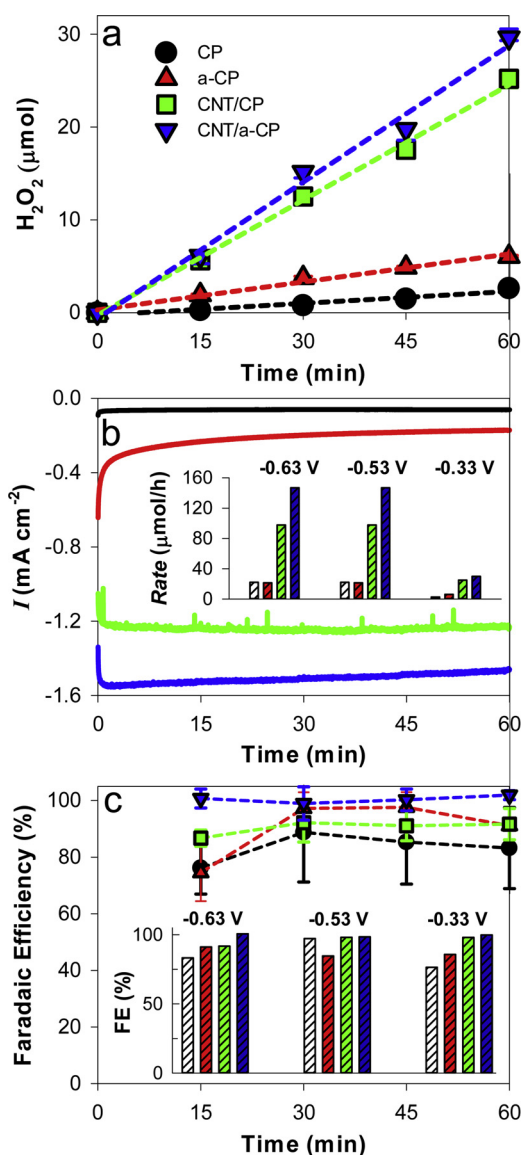 a
30
20
10
0
H₂O₂ (μmol)
CP
a-CP
CNT/CP
CNT/a-CP
0 15 30 45 60
Time (min)
b
0.0
-0.4
-0.8
-1.2
-1.6
I (mA cm⁻²)
-0.63 V -0.53 V -0.33 V
160
120
80
40
0
Rate (μmol/h)
0 15 30 45 60
Time (min)
c
100
80
60
40
20
0
Faradaic Efficiency (%)
-0.63 V -0.53 V -0.33 V
100
50
0
FE (%)
0 15 30 45 60
Time (min)